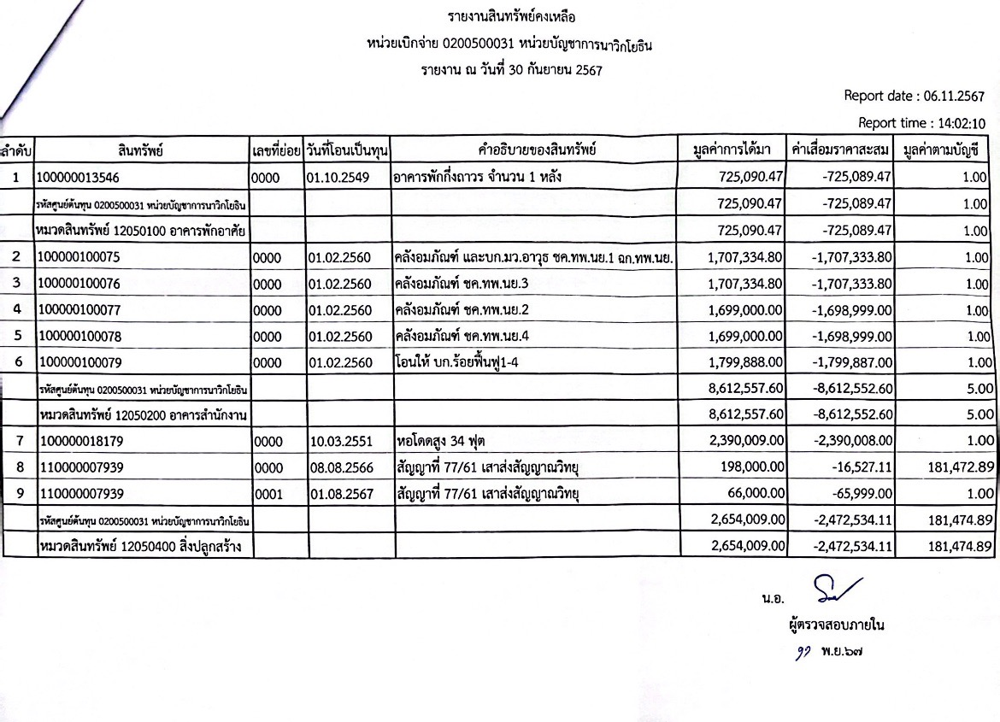 รายงานสินทรัพย์คงเหลือ
หน่วยเบิกจ่าย 0200500031 หน่วยบัญชาการนาวิกโยธิน
รายงาน ณ วันที่ 30 กันยายน 2567
Report date : 06.11.2567
Report time : 14:02:10
ลำดับ สินทรัพย์ เลขที่ย่อย วันที่โอนเป็นทุน คำอธิบายของสินทรัพย์ มูลค่าการได้มา ค่าเสื่อมราคาสะสม มูลค่าตามบัญชี
1 100000013546 0000 01.10.2549 อาคารพักกึ่งถาวร จำนวน 1 หลัง 725,090.47 -725,089.47 1.00
รหัสศูนย์ต้นทุน 0200500031 หน่วยบัญชาการนาวิกโยธิน 725,090.47 -725,089.47 1.00
หมวดสินทรัพย์ 12050100 อาคารพักอาศัย 725,090.47 -725,089.47 1.00
2 100000100075 0000 01.02.2560 คลังอมภัณฑ์ และบก.มว.อาวุธ ชค.ทพ.นย.1 ฉก.ทพ.นย. 1,707,334.80 -1,707,333.80 1.00
3 100000100076 0000 01.02.2560 คลังอมภัณฑ์ ชค.ทพ.นย.3 1,707,334.80 -1,707,333.80 1.00
4 100000100077 0000 01.02.2560 คลังอมภัณฑ์ ชค.ทพ.นย.2 1,699,000.00 -1,698,999.00 1.00
5 100000100078 0000 01.02.2560 คลังอมภัณฑ์ ชค.ทพ.นย.4 1,699,000.00 -1,698,999.00 1.00
6 100000100079 0000 01.02.2560 โอนให้ บก.ร้อยฟื้นฟู1-4 1,799,888.00 -1,799,887.00 1.00
รหัสศูนย์ต้นทุน 0200500031 หน่วยบัญชาการนาวิกโยธิน 8,612,557.60 -8,612,552.60 5.00
หมวดสินทรัพย์ 12050200 อาคารสำนักงาน 8,612,557.60 -8,612,552.60 5.00
7 100000018179 0000 10.03.2551 หอโดดสูง 34 ฟุต 2,390,009.00 -2,390,008.00 1.00
8 110000007939 0000 08.08.2566 สัญญาที่ 77/61 เสาส่งสัญญาณวิทยุ 198,000.00 -16,527.11 181,472.89
9 110000007939 0001 01.08.2567 สัญญาที่ 77/61 เสาส่งสัญญาณวิทยุ 66,000.00 -65,999.00 1.00
รหัสศูนย์ต้นทุน 0200500031 หน่วยบัญชาการนาวิกโยธิน 2,654,009.00 -2,472,534.11 181,474.89
หมวดสินทรัพย์ 12050400 สิ่งปลูกสร้าง 2,654,009.00 -2,472,534.11 181,474.89
น.อ.
ผู้ตรวจสอบภายใน
พ.ย.๖๗